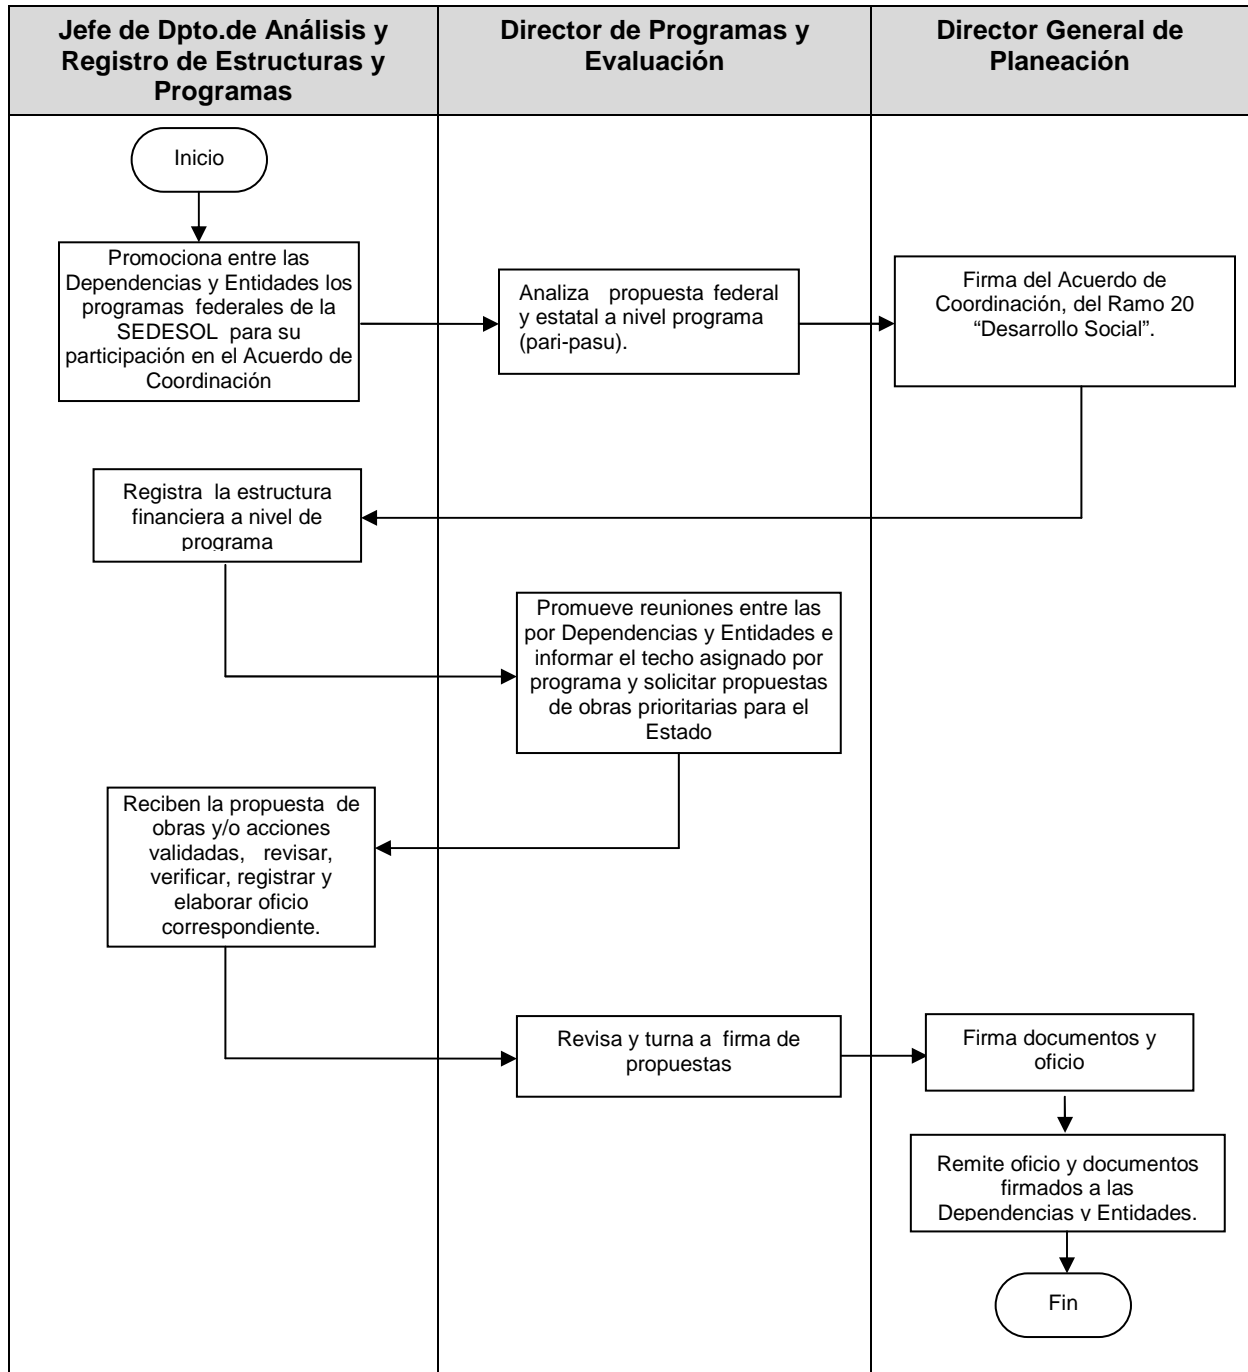 Jefe de Dpto.de Análisis y
Registro de Estructuras y
Programas
Director de Programas y
Evaluación
Director General de
Planeación
Inicio
Promociona entre las
Dependencias y Entidades los
programas federales de la
SEDESOL para su
participación en el Acuerdo de
Coordinación
Analiza propuesta federal
y estatal a nivel programa
(pari-pasu).
Firma del Acuerdo de
Coordinación, del Ramo 20
“Desarrollo Social”.
Registra la estructura
financiera a nivel de
programa
Promueve reuniones entre las
por Dependencias y Entidades e
informar el techo asignado por
programa y solicitar propuestas
de obras prioritarias para el
Estado
Reciben la propuesta de
obras y/o acciones
validadas, revisar,
verificar, registrar y
elaborar oficio
correspondiente.
Revisa y turna a firma de
propuestas
Firma documentos y
oficio
Remite oficio y documentos
firmados a las
Dependencias y Entidades.
Fin